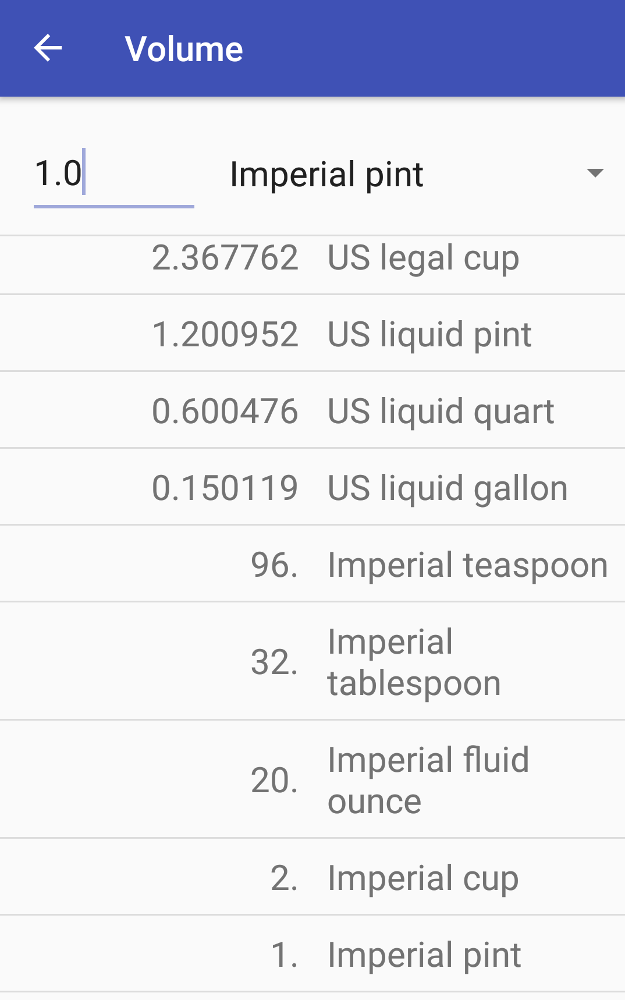 Volume
1.0 Imperial pint
2.367762 US legal cup
1.200952 US liquid pint
0.600476 US liquid quart
0.150119 US liquid gallon
96. Imperial teaspoon
32. Imperial
tablespoon
20. Imperial fluid
ounce
2. Imperial cup
1. Imperial pint